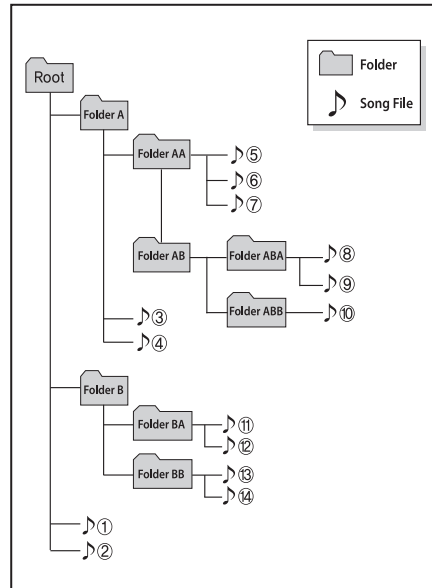 Root
Folder
Song File
Folder A
Folder AA
⑤
⑥
⑦
Folder AB
Folder ABA
⑧
⑨
Folder ABB
⑩
③
④
Folder B
Folder BA
⑪
⑫
Folder BB
⑬
⑭
①
②